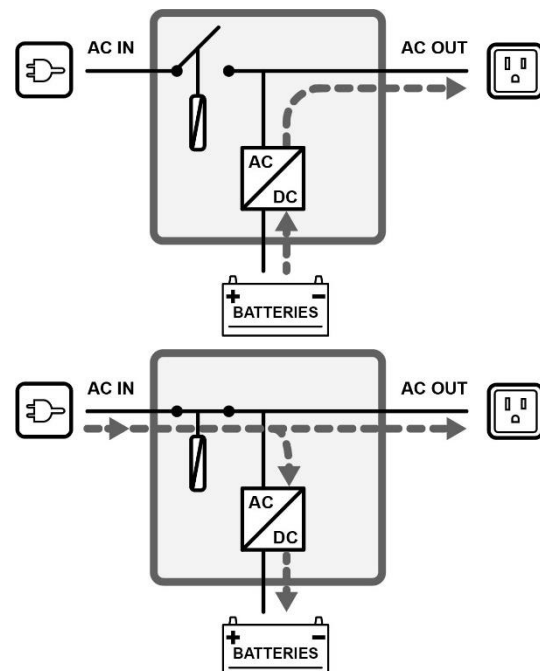 AC IN
AC OUT
AC
DC
+ BATTERIES −
AC IN
AC OUT
AC
DC
+ BATTERIES −